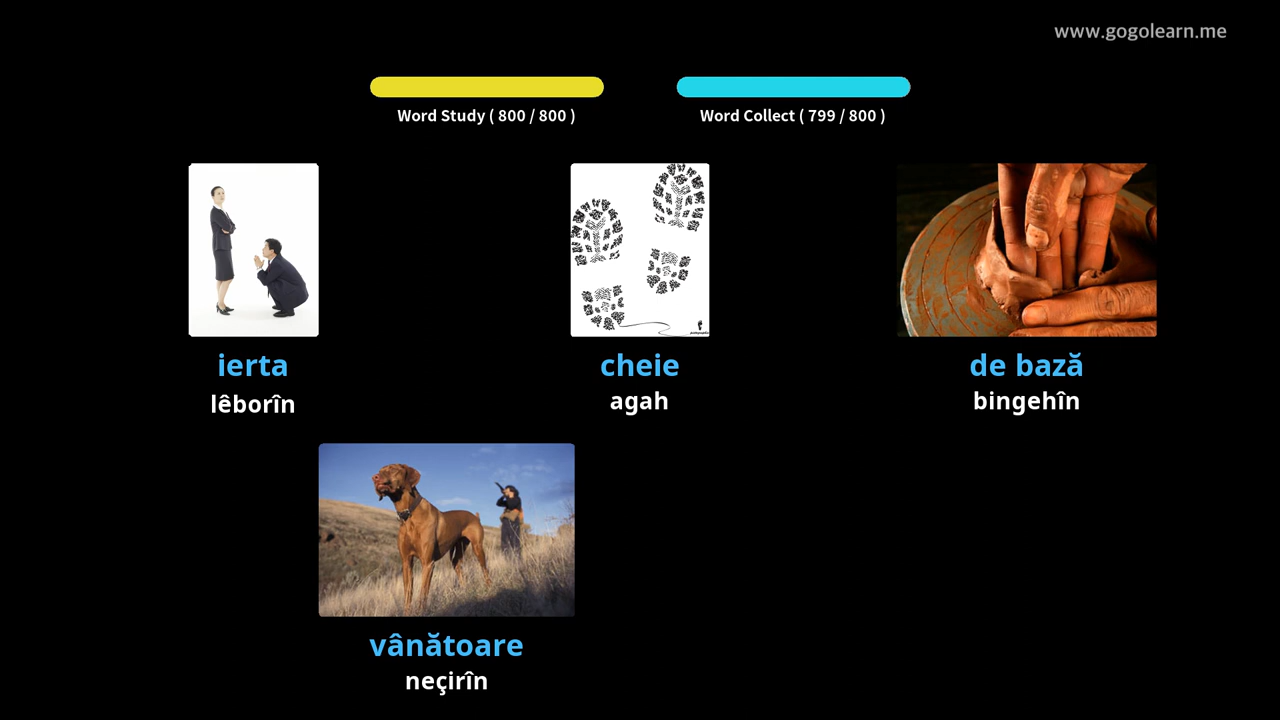 www.gogolearn.me
Word Study ( 800 / 800 )
Word Collect ( 799 / 800 )
ierta
lêborîn
cheie
agah
de bază
bingehîn
vânătoare
neçirîn